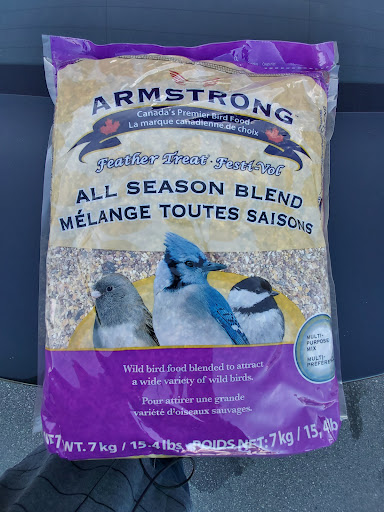 ARMSTRONG
Canada's Premier Bird Food
La marque canadienne de choix
Feather Treat · Festi-Vol
ALL SEASON BLEND
MÉLANGE TOUTES SAISONS
MULTI-
PURPOSE
MIX
MULTI-
Wild bird food blended to attract
a wide variety of wild birds.
Pour attirer une grande
variété d'oiseaux sauvages.
WT. 7 kg / 15.4 lbs POIDS NET: 7 kg / 15,4